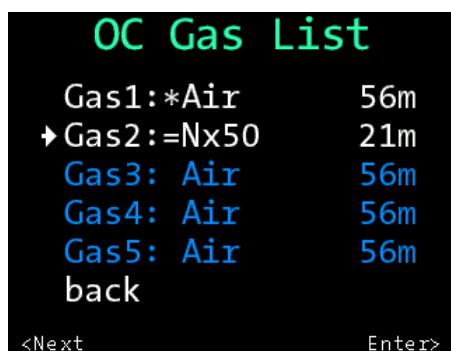 OC Gas List
Gas1:*Air 56m
→Gas2:=Nx50 21m
Gas3: Air 56m
Gas4: Air 56m
Gas5: Air 56m
back
<Next Enter>